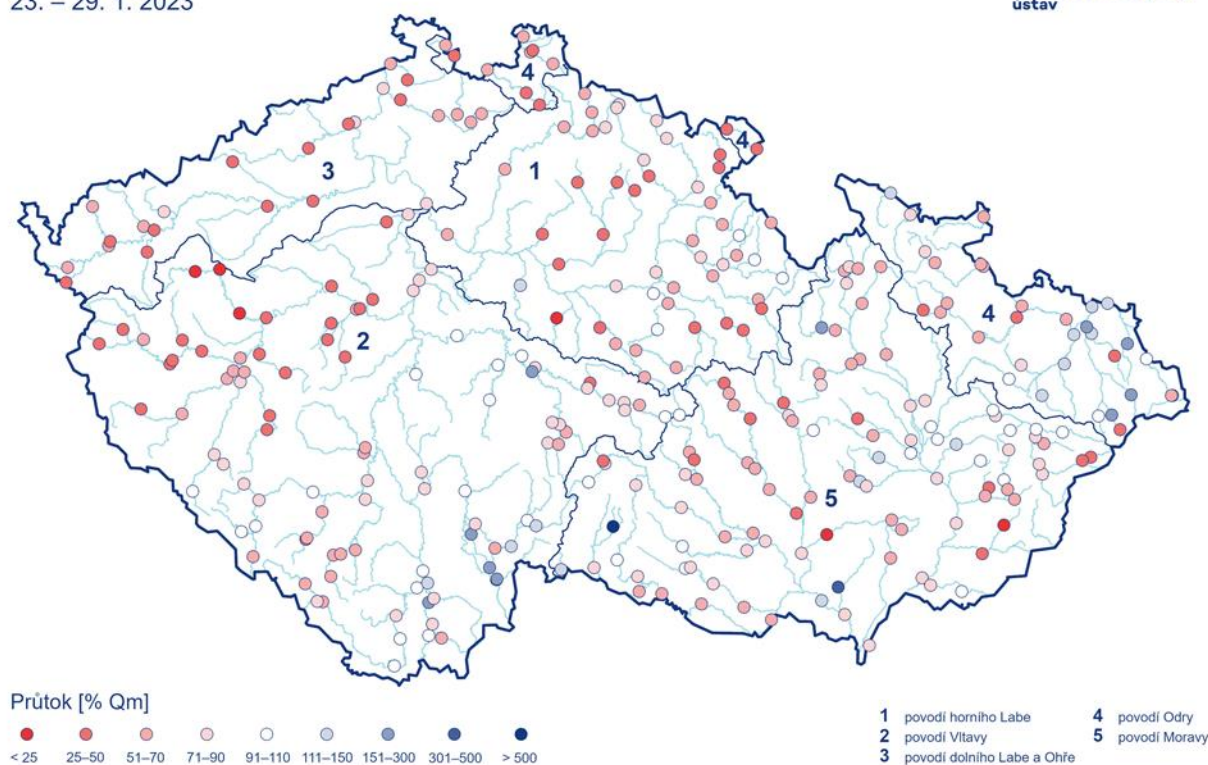 23. – 29. 1. 2023
ústav
4
4
3
1
2
4
5
Průtok [% Qm]
< 25 25–50 51–70 71–90 91–110 111–150 151–300 301–500 > 500
1 povodí horního Labe
2 povodí Vltavy
3 povodí dolního Labe a Ohře
4 povodí Odry
5 povodí Moravy